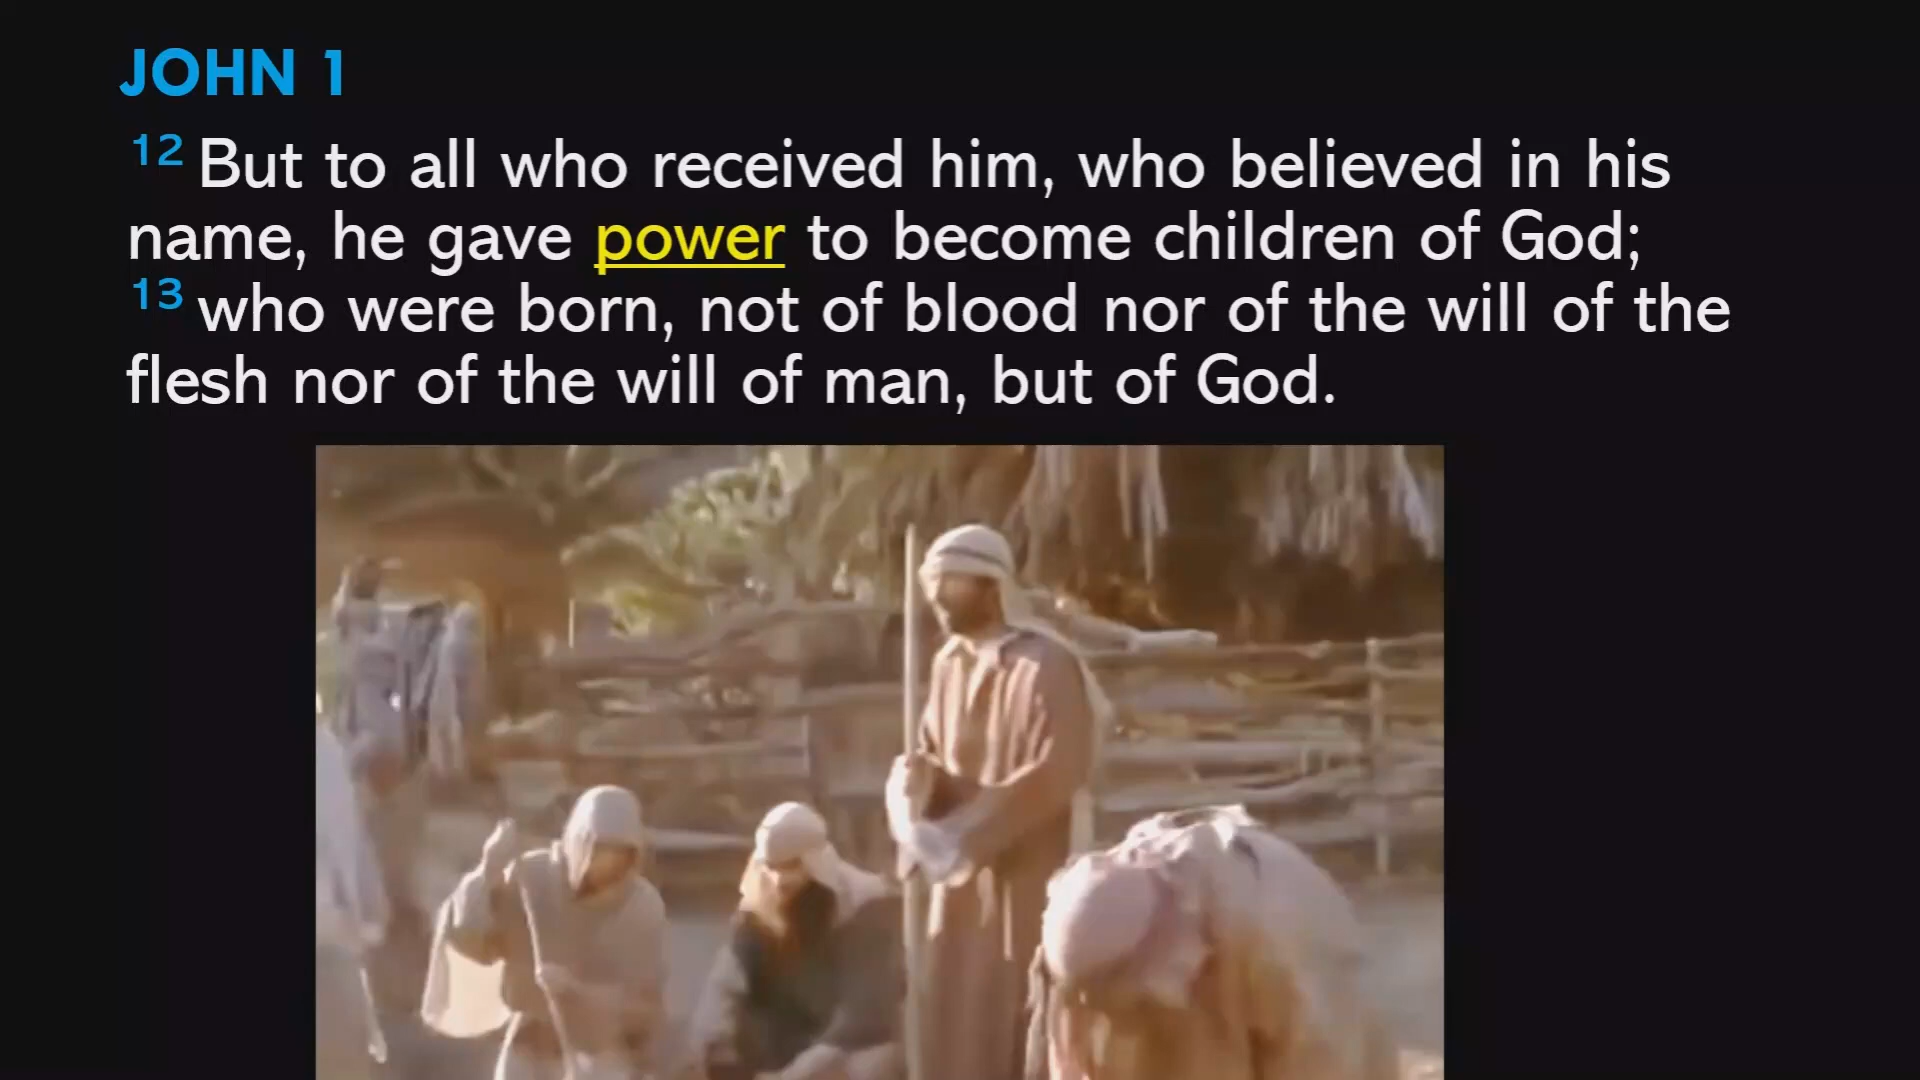 JOHN 1
12 But to all who received him, who believed in his
name, he gave power to become children of God;
13 who were born, not of blood nor of the will of the
flesh nor of the will of man, but of God.